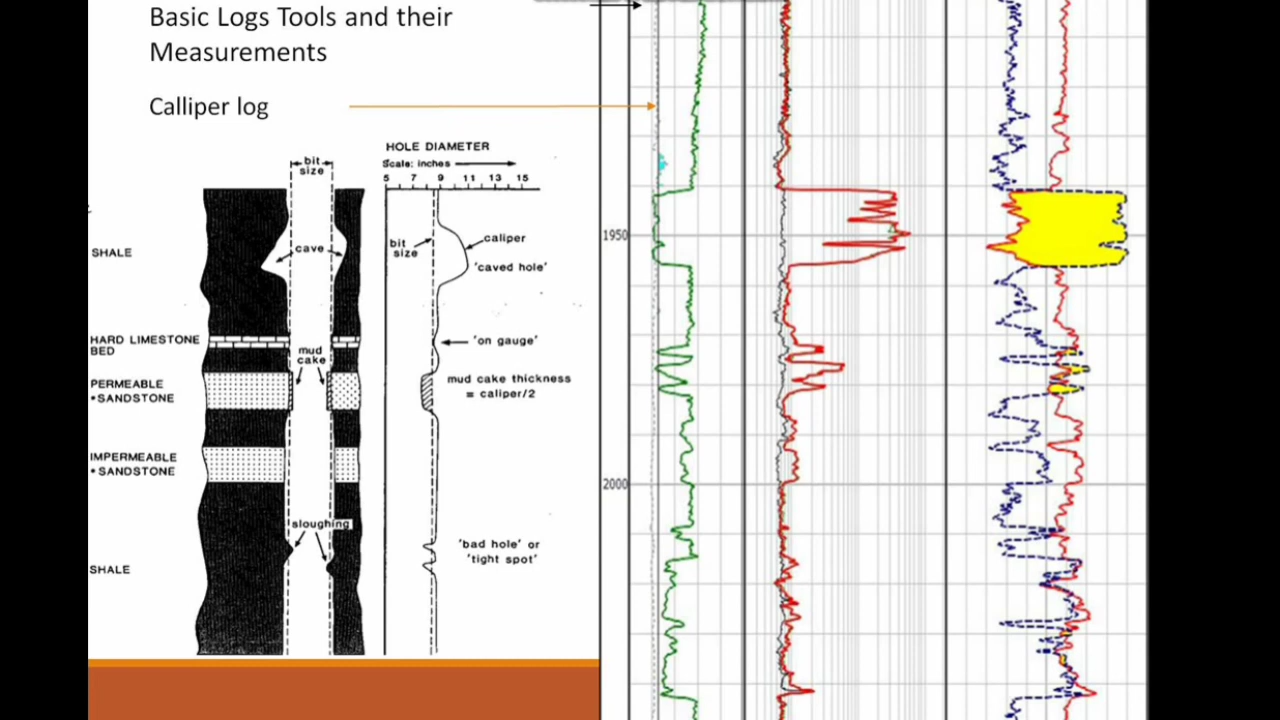 Basic Logs Tools and their
Measurements
Calliper log
HOLE DIAMETER
Scale: inches
bit
size
5 7 9 11 13 15
SHALE
cave
bit
size
caliper
'caved hole'
HARD LIMESTONE
BED
mud
cake
'on gauge'
PERMEABLE
•SANDSTONE
mud cake thickness
= caliper/2
IMPERMEABLE
•SANDSTONE
sloughing
'bad hole' or
'tight spot'
SHALE
1950
2000